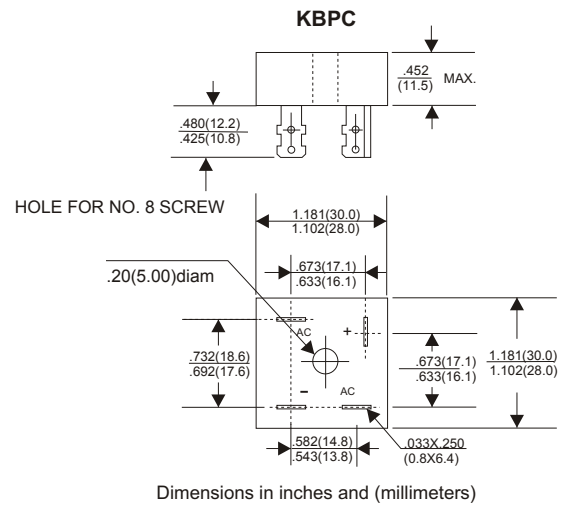 KBPC
.452
(11.5)
MAX.
.480(12.2)
.425(10.8)
HOLE FOR NO. 8 SCREW
1.181(30.0)
1.102(28.0)
.673(17.1)
.633(16.1)
.20(5.00)diam
AC
+
.732(18.6)
.692(17.6)
.673(17.1)
.633(16.1)
1.181(30.0)
1.102(28.0)
–
AC
.582(14.8)
.543(13.8)
.033X.250
(0.8X6.4)
Dimensions in inches and (millimeters)